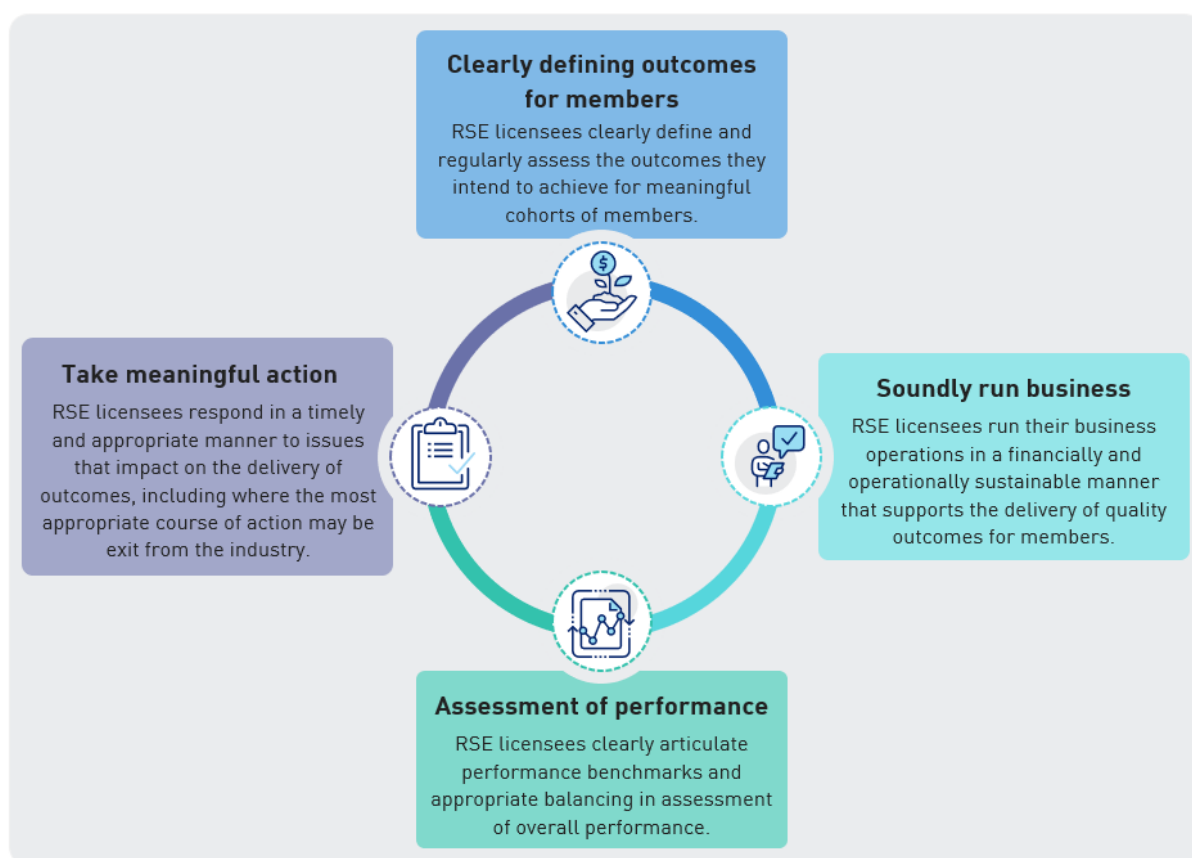 Clearly defining outcomes
for members
RSE licensees clearly define and
regularly assess the outcomes they
intend to achieve for meaningful
cohorts of members.
$
Take meaningful action
RSE licensees respond in a timely
and appropriate manner to issues
that impact on the delivery of
outcomes, including where the most
appropriate course of action may be
exit from the industry.
Soundly run business
RSE licensees run their business
operations in a financially and
operationally sustainable manner
that supports the delivery of quality
outcomes for members.
Assessment of performance
RSE licensees clearly articulate
performance benchmarks and
appropriate balancing in assessment
of overall performance.